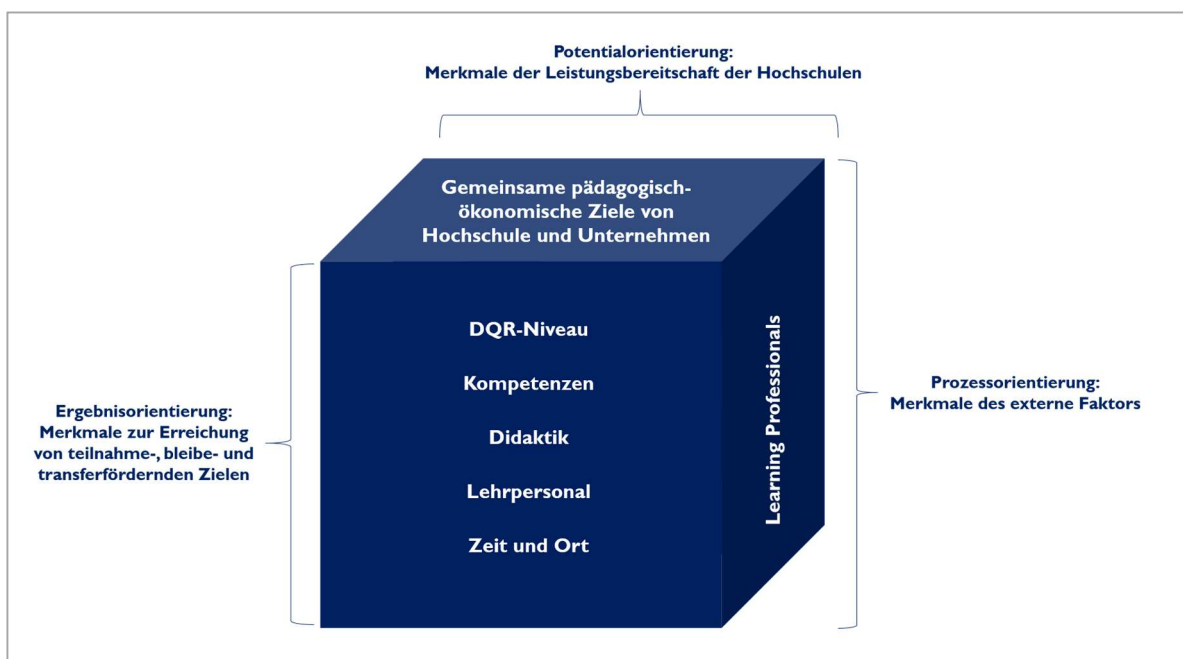 Potentialorientierung:
Merkmale der Leistungsbereitschaft der Hochschulen
Gemeinsame pädagogisch-
ökonomische Ziele von
Hochschule und Unternehmen
DQR-Niveau
Kompetenzen
Didaktik
Lehrpersonal
Zeit und Ort
Learning Professionals
Ergebnisorientierung:
Merkmale zur Erreichung
von teilnahme-, bleibe- und
transferfördernden Zielen
Prozessorientierung:
Merkmale des externe Faktors